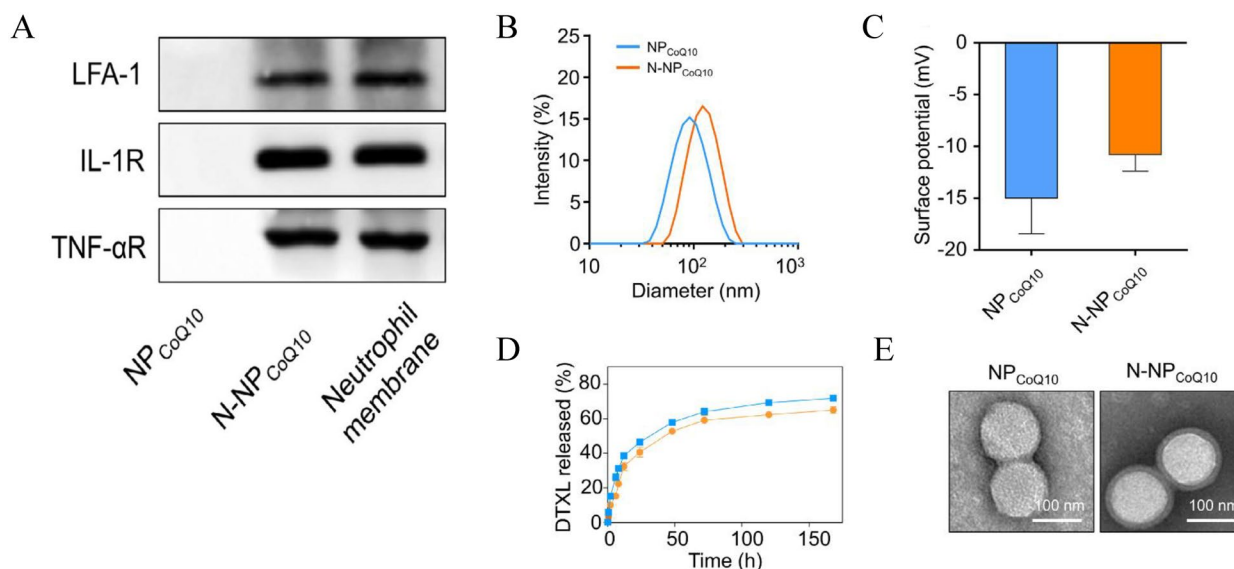 A
LFA-1
IL-1R
TNF-αR
NPCoQ10
N-NPCoQ10
Neutrophil
membrane
B
25
20
15
10
5
0
Intensity (%)
NPCoQ10
N-NPCoQ10
10
10²
10³
Diameter (nm)
C
0
-5
-10
-15
-20
Surface potential (mV)
NPCoQ10
N-NPCoQ10
D
80
60
40
20
0
DTXL released (%)
0
50
100
150
Time (h)
E
NPCoQ10
N-NPCoQ10
100 nm
100 nm